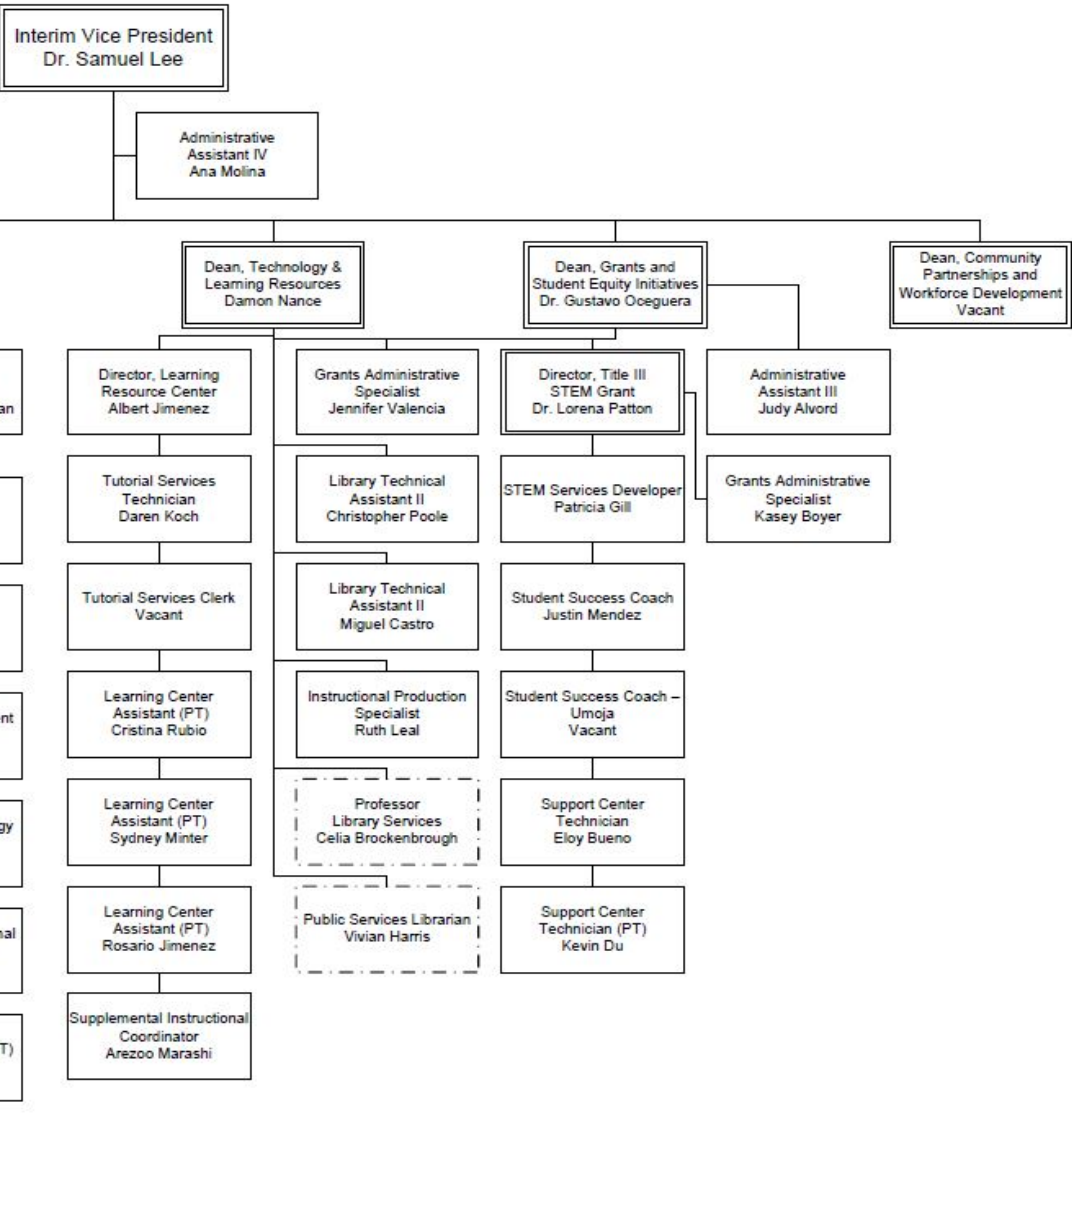 Interim Vice President
Dr. Samuel Lee
Administrative
Assistant IV
Ana Molina
Dean, Technology &
Learning Resources
Damon Nance
Dean, Grants and
Student Equity Initiatives
Dr. Gustavo Oceguera
Dean, Community
Partnerships and
Workforce Development
Vacant
an
Director, Learning
Resource Center
Albert Jimenez
Grants Administrative
Specialist
Jennifer Valencia
Director, Title III
STEM Grant
Dr. Lorena Patton
Administrative
Assistant III
Judy Alvord
Tutorial Services
Technician
Daren Koch
Library Technical
Assistant II
Christopher Poole
STEM Services Developer
Patricia Gill
Grants Administrative
Specialist
Kasey Boyer
Tutorial Services Clerk
Vacant
Library Technical
Assistant II
Miguel Castro
Student Success Coach
Justin Mendez
nt
Learning Center
Assistant (PT)
Cristina Rubio
Instructional Production
Specialist
Ruth Leal
Student Success Coach –
Umoja
Vacant
gy
Learning Center
Assistant (PT)
Sydney Minter
Professor
Library Services
Celia Brockenbrough
Support Center
Technician
Eloy Bueno
nal
Learning Center
Assistant (PT)
Rosario Jimenez
Public Services Librarian
Vivian Harris
Support Center
Technician (PT)
Kevin Du
T)
Supplemental Instructional
Coordinator
Arezoo Marashi